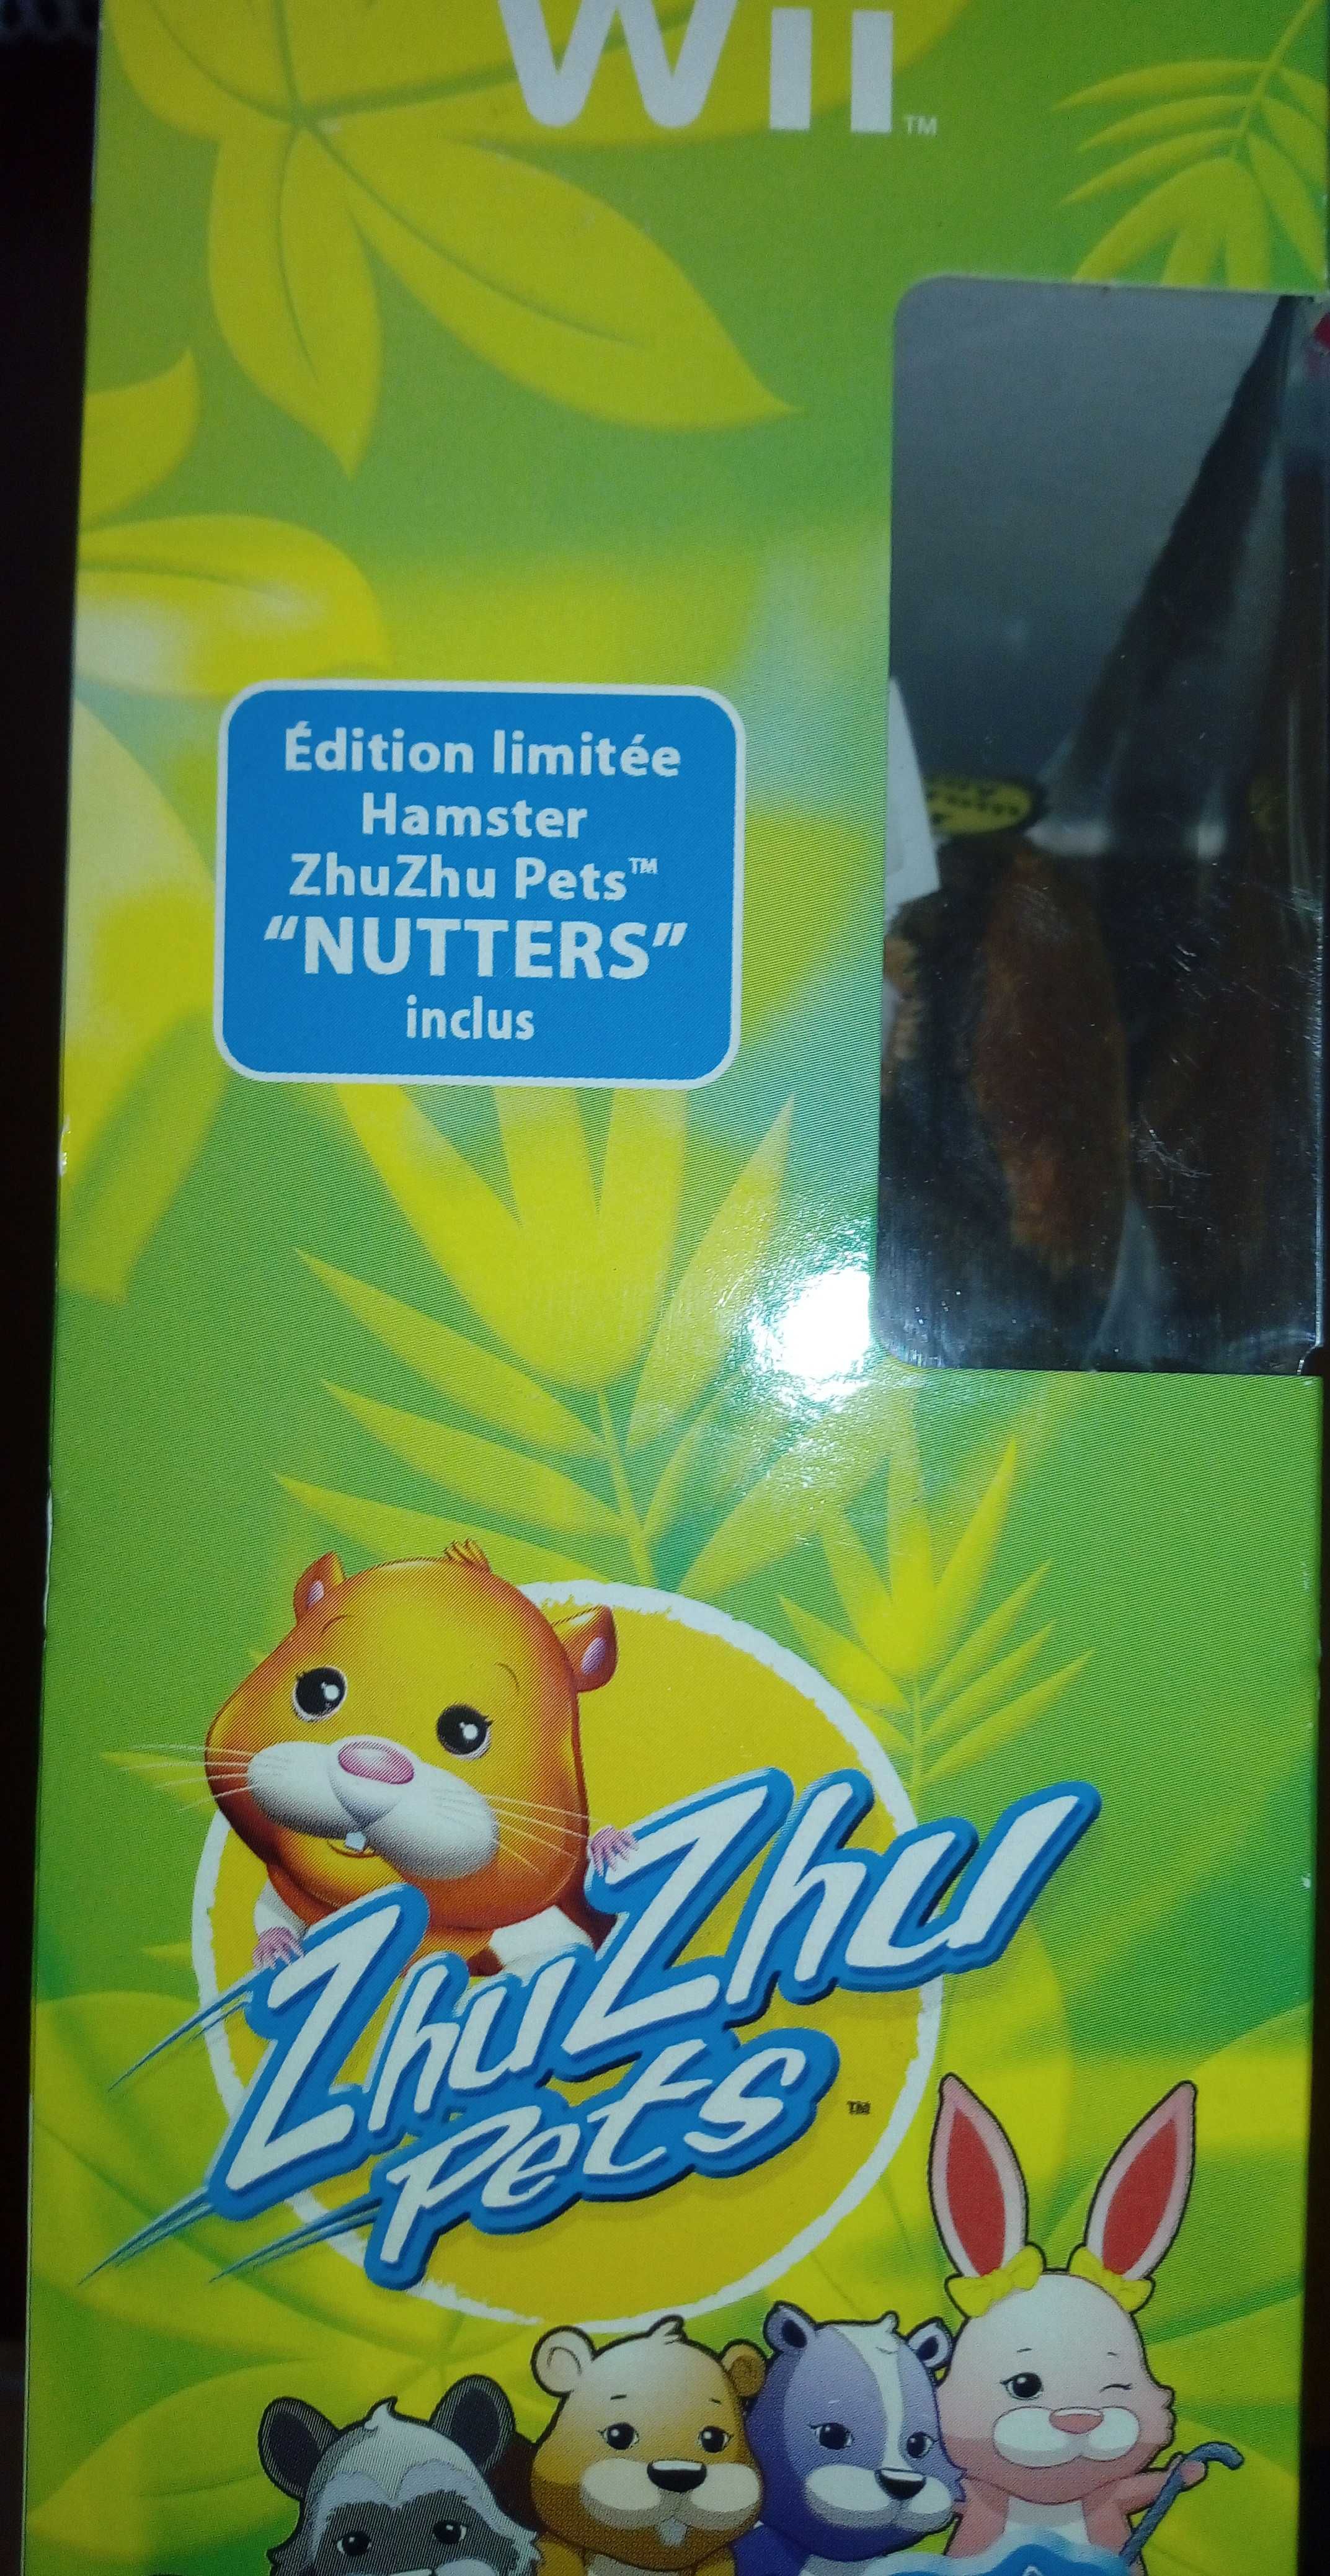 Wii™
Édition limitée
Hamster
ZhuZhu Pets™
“NUTTERS”
inclus
ZhuZhu
Pets™